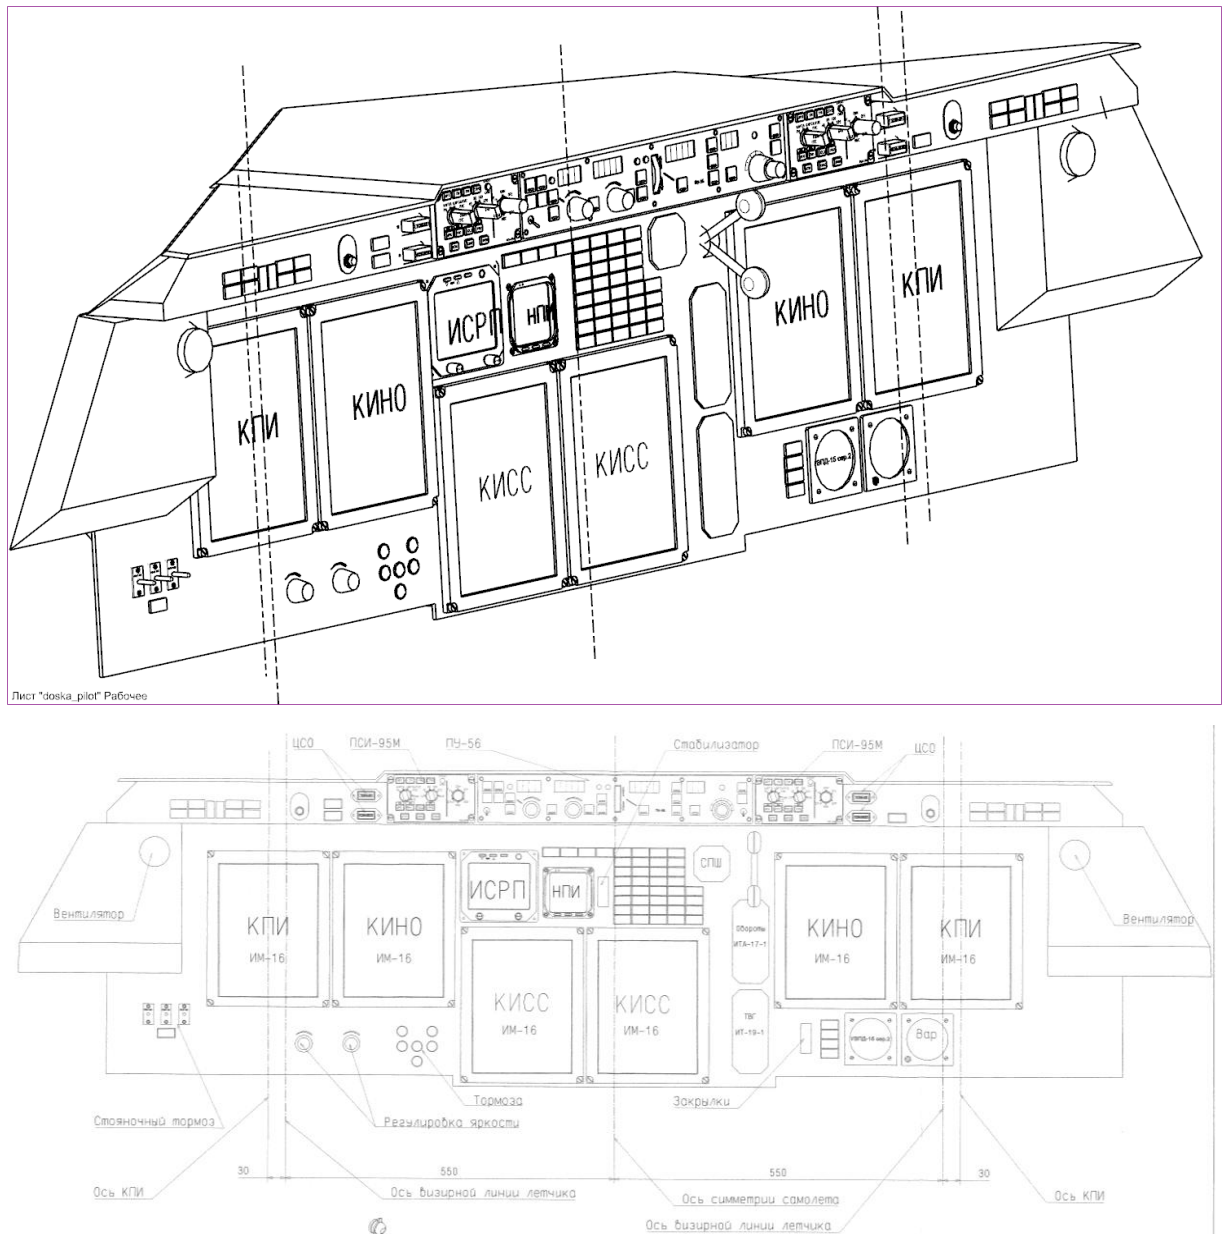 ИСРП
НПИ
КИНО
КПИ
КИНО
КПИ
КИСС
КИСС
ВПД-15 сер.2
Лист "doska_pilot" Рабочее
ЦСО
ПСИ-95М
ПУ-56
Стабилизатор
ПСИ-95М
ЦСО
СПШ
ИСРП
НПИ
Вентилятор
КПИ
ИМ-16
КИНО
ИМ-16
Обороты
ИТА-17-1
КИНО
ИМ-16
КПИ
ИМ-16
Вентилятор
КИСС
ИМ-16
КИСС
ИМ-16
ТВГ
ИТ-19-1
Вар
Тормоза
Закрылки
Стояночный тормоз
Регулировка яркости
30
550
550
30
Ось КПИ
Ось визирной линии летчика
Ось симметрии самолета
Ось КПИ
Ось визирной линии летчика